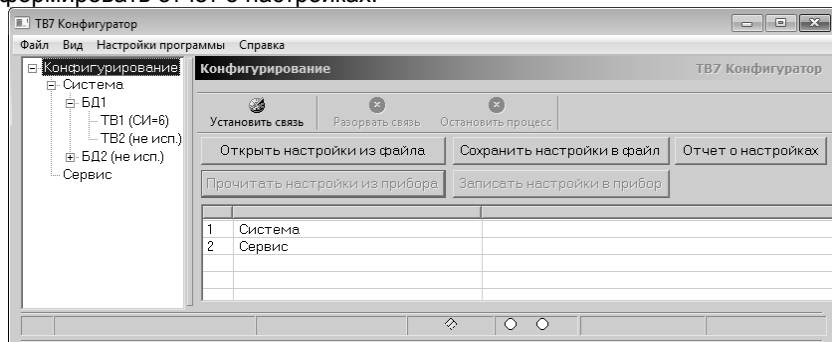 формировать отчет о настройках.
ТВ7 Конфигуратор
Файл Вид Настройки программы Справка
Конфигурирование
Система
БД1
ТВ1 (СИ=6)
ТВ2 (не исп.)
БД2 (не исп.)
Сервис
Конфигурирование ТВ7 Конфигуратор
Установить связь Разорвать связь Остановить процесс
Открыть настройки из файла Сохранить настройки в файл Отчет о настройках
Прочитать настройки из прибора Записать настройки в прибор
1 Система
2 Сервис